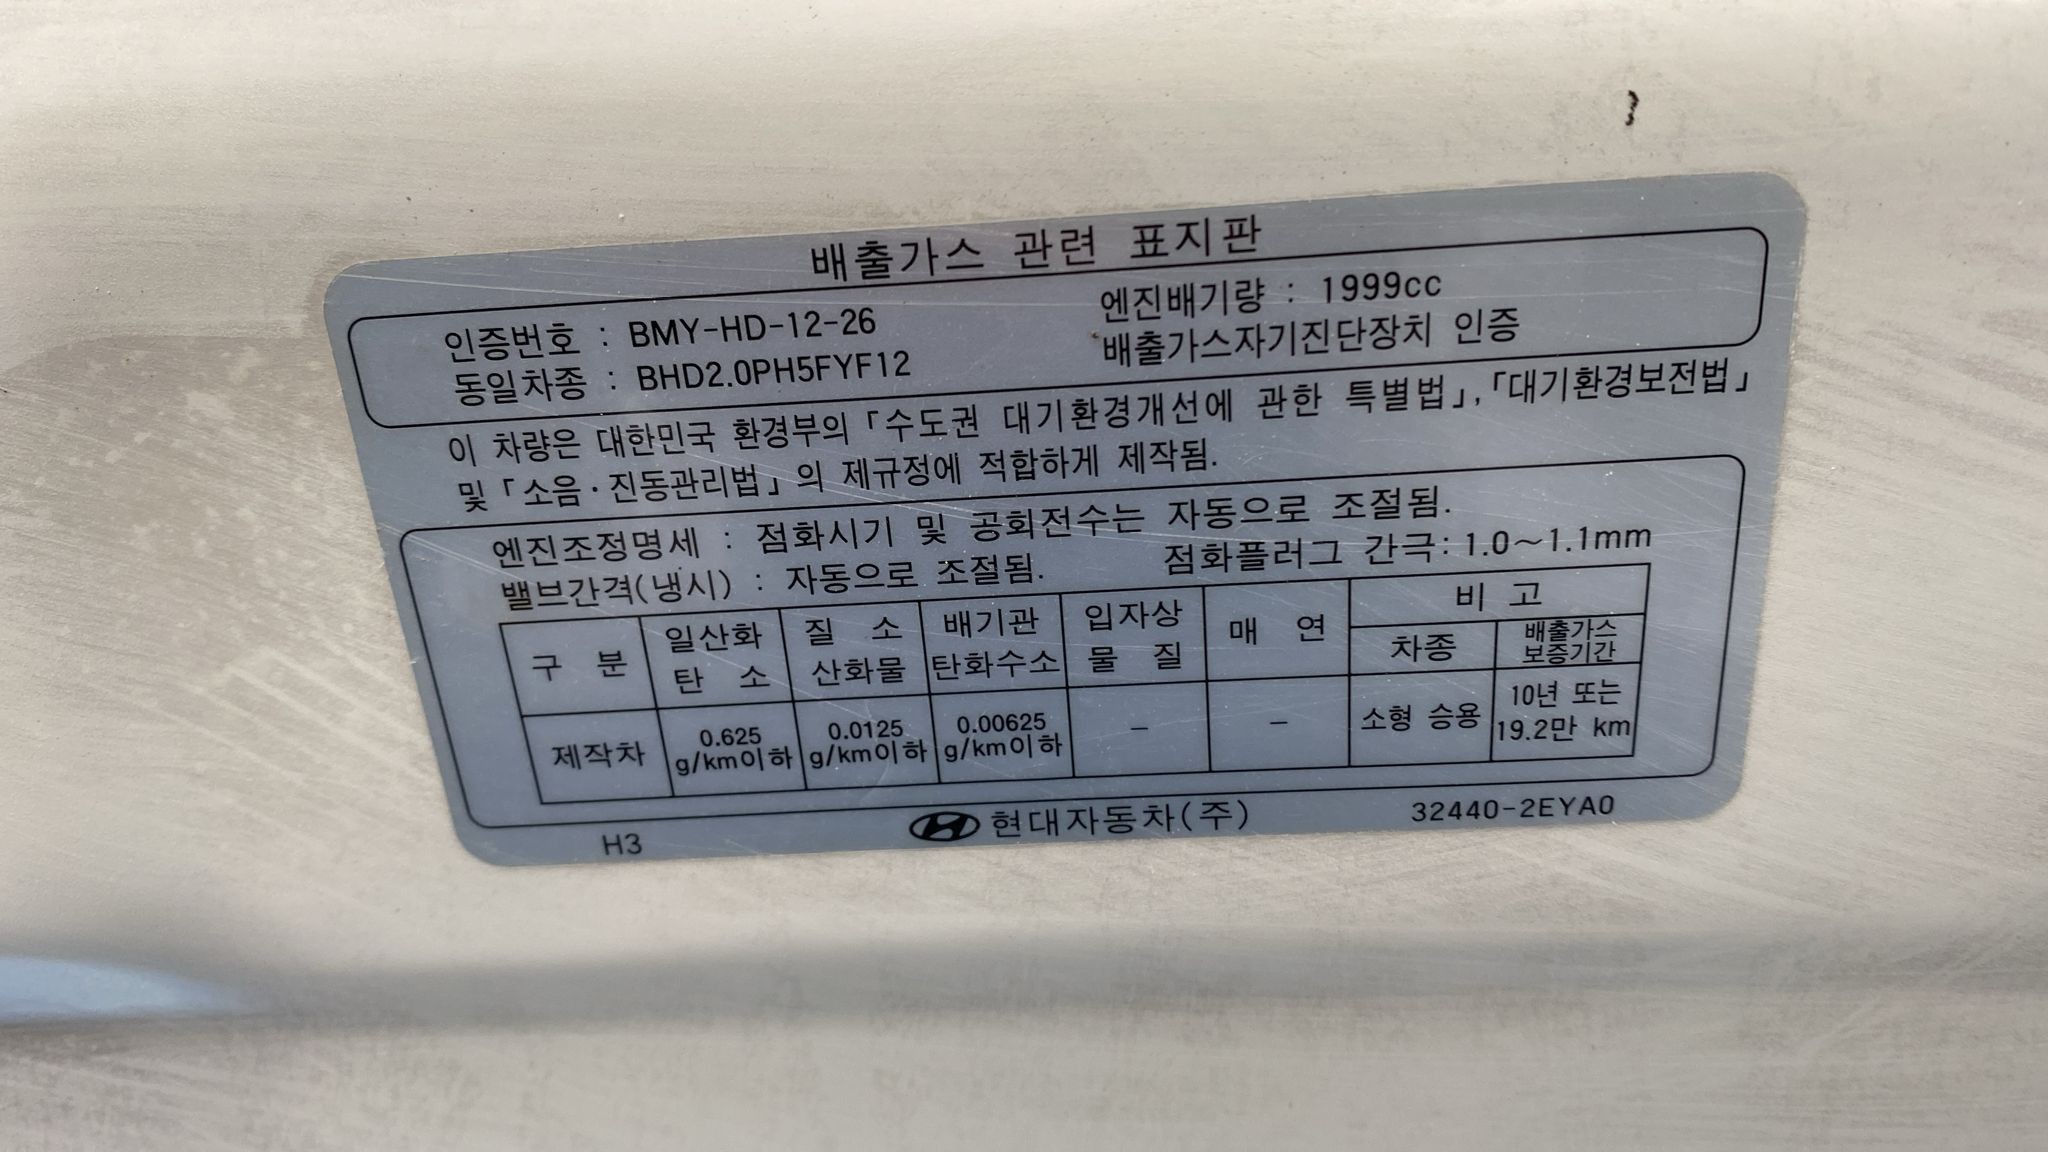 배출가스 관련 표지판
인증번호 : BMY-HD-12-26 엔진배기량 : 1999cc
동일차종 : BHD2.0PH5FYF12 배출가스자기진단장치 인증
이 차량은 대한민국 환경부의 「수도권 대기환경개선에 관한 특별법」, 「대기환경보전법」
및 「소음·진동관리법」의 제규정에 적합하게 제작됨.
엔진조정명세 : 점화시기 및 공회전수는 자동으로 조절됨.
밸브간격(냉시) : 자동으로 조절됨. 점화플러그 간극: 1.0~1.1mm
구 분 일산화 탄 소 질 소 산화물 배기관 탄화수소 입자상 물 질 매 연 비 고
차종 배출가스 보증기간
제작차 0.625 g/km이하 0.0125 g/km이하 0.00625 g/km이하 - - 소형 승용 10년 또는 19.2만 km
H3 현대자동차(주) 32440-2EYA0